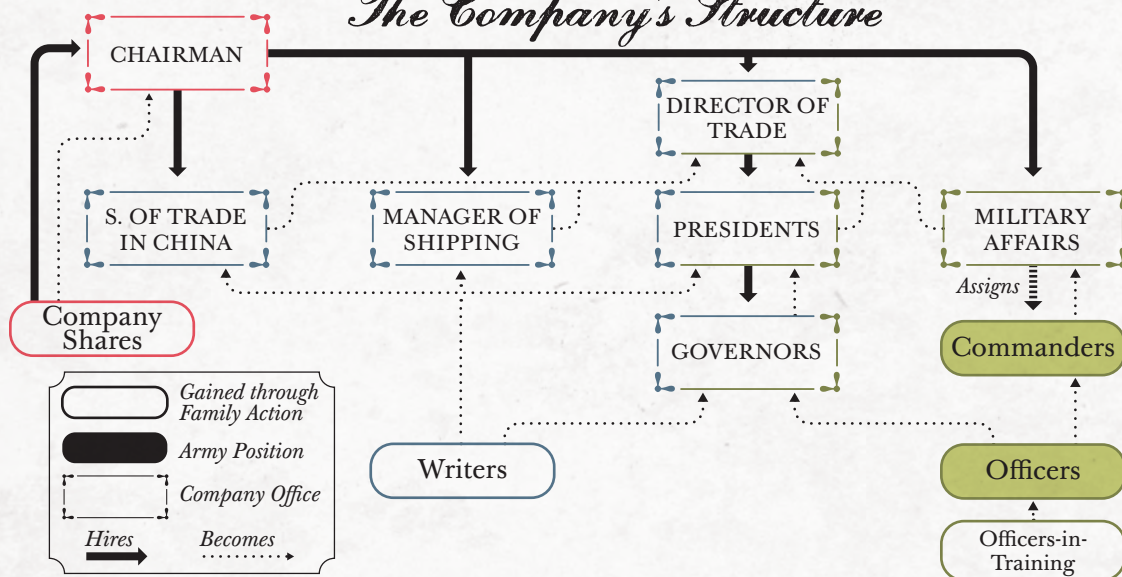 The Company's Structure
CHAIRMAN
DIRECTOR OF
TRADE
S. OF TRADE
IN CHINA
MANAGER OF
SHIPPING
PRESIDENTS
MILITARY
AFFAIRS
Assigns
Company
Shares
GOVERNORS
Commanders
Gained through
Family Action
Army Position
Company Office
Hires
Becomes
Writers
Officers
Officers-in-
Training